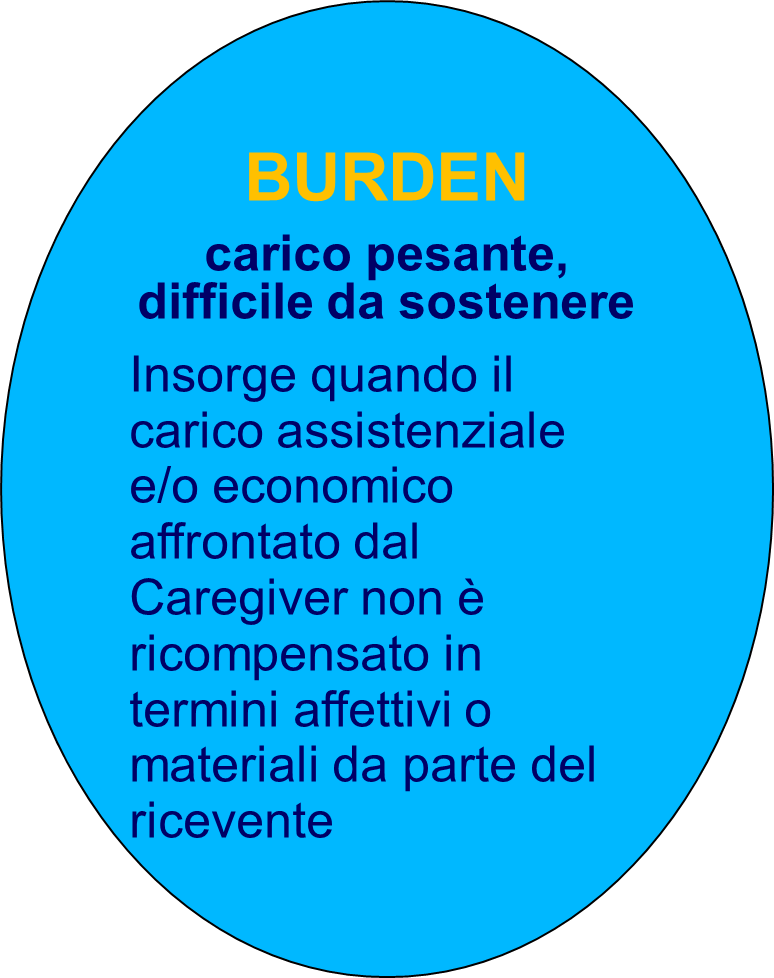 BURDEN
carico pesante,
difficile da sostenere
Insorge quando il
carico assistenziale
e/o economico
affrontato dal
Caregiver non è
ricompensato in
termini affettivi o
materiali da parte del
ricevente